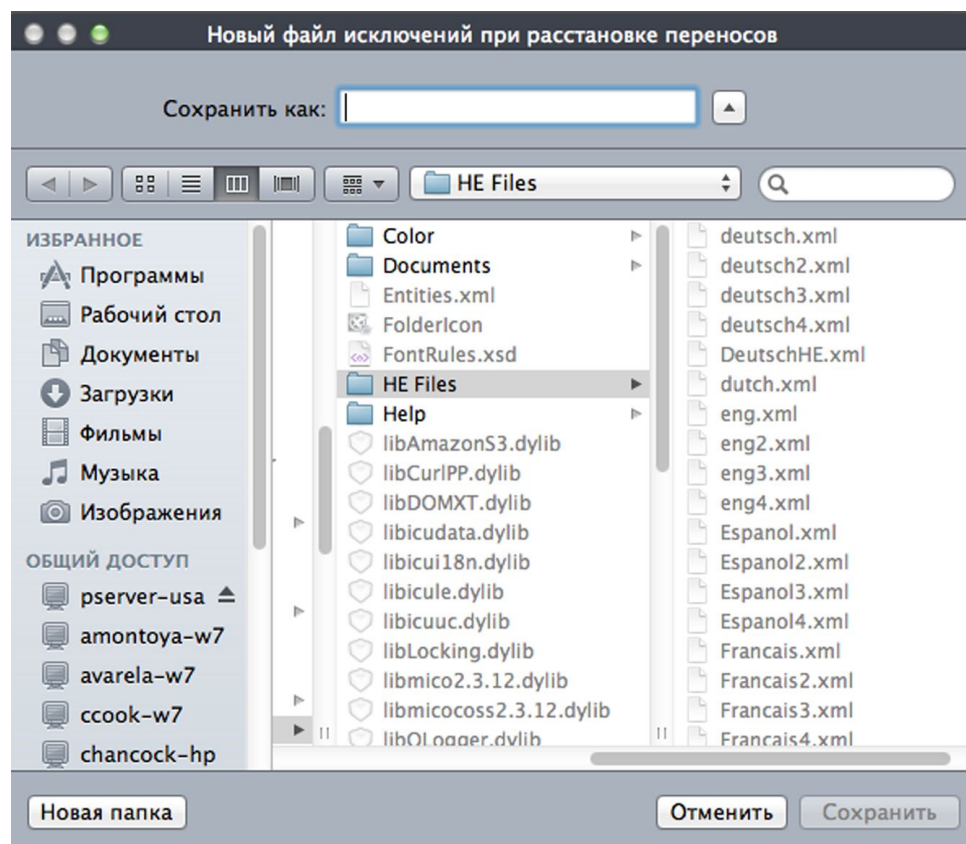 Новый файл исключений при расстановке переносов
Сохранить как:
HE Files
ИЗБРАННОЕ
Программы
Рабочий стол
Документы
Загрузки
Фильмы
Музыка
Изображения
ОБЩИЙ ДОСТУП
pserver-usa
amontoya-w7
avarela-w7
ccook-w7
chancock-hp
Color
Documents
Entities.xml
FolderIcon
FontRules.xsd
HE Files
Help
libAmazonS3.dylib
libCurlPP.dylib
libDOMXT.dylib
libicudata.dylib
libicui18n.dylib
libicule.dylib
libicuuc.dylib
libLocking.dylib
libmico2.3.12.dylib
libmicocoss2.3.12.dylib
libQLogger.dylib
deutsch.xml
deutsch2.xml
deutsch3.xml
deutsch4.xml
DeutschHE.xml
dutch.xml
eng.xml
eng2.xml
eng3.xml
eng4.xml
Espanol.xml
Espanol2.xml
Espanol3.xml
Espanol4.xml
Francais.xml
Francais2.xml
Francais3.xml
Francais4.xml
Новая папка
Отменить
Сохранить